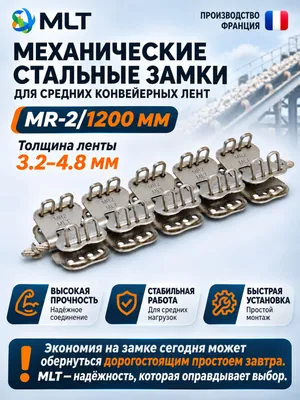 MLT
ПРОИЗВОДСТВО
ФРАНЦИЯ
МЕХАНИЧЕСКИЕ
СТАЛЬНЫЕ ЗАМКИ
ДЛЯ СРЕДНИХ КОНВЕЙЕРНЫХ ЛЕНТ
MR-2/1200 ММ
Толщина ленты
3.2–4.8 мм
MR2
MLT
ВЫСОКАЯ
ПРОЧНОСТЬ
Надёжное
соединение
СТАБИЛЬНАЯ
РАБОТА
Для средних
нагрузок
БЫСТРАЯ
УСТАНОВКА
Простой
монтаж
! Экономия на замке сегодня может
обернуться дорогостоящим простоем завтра.
MLT — надёжность, которая оправдывает выбор.